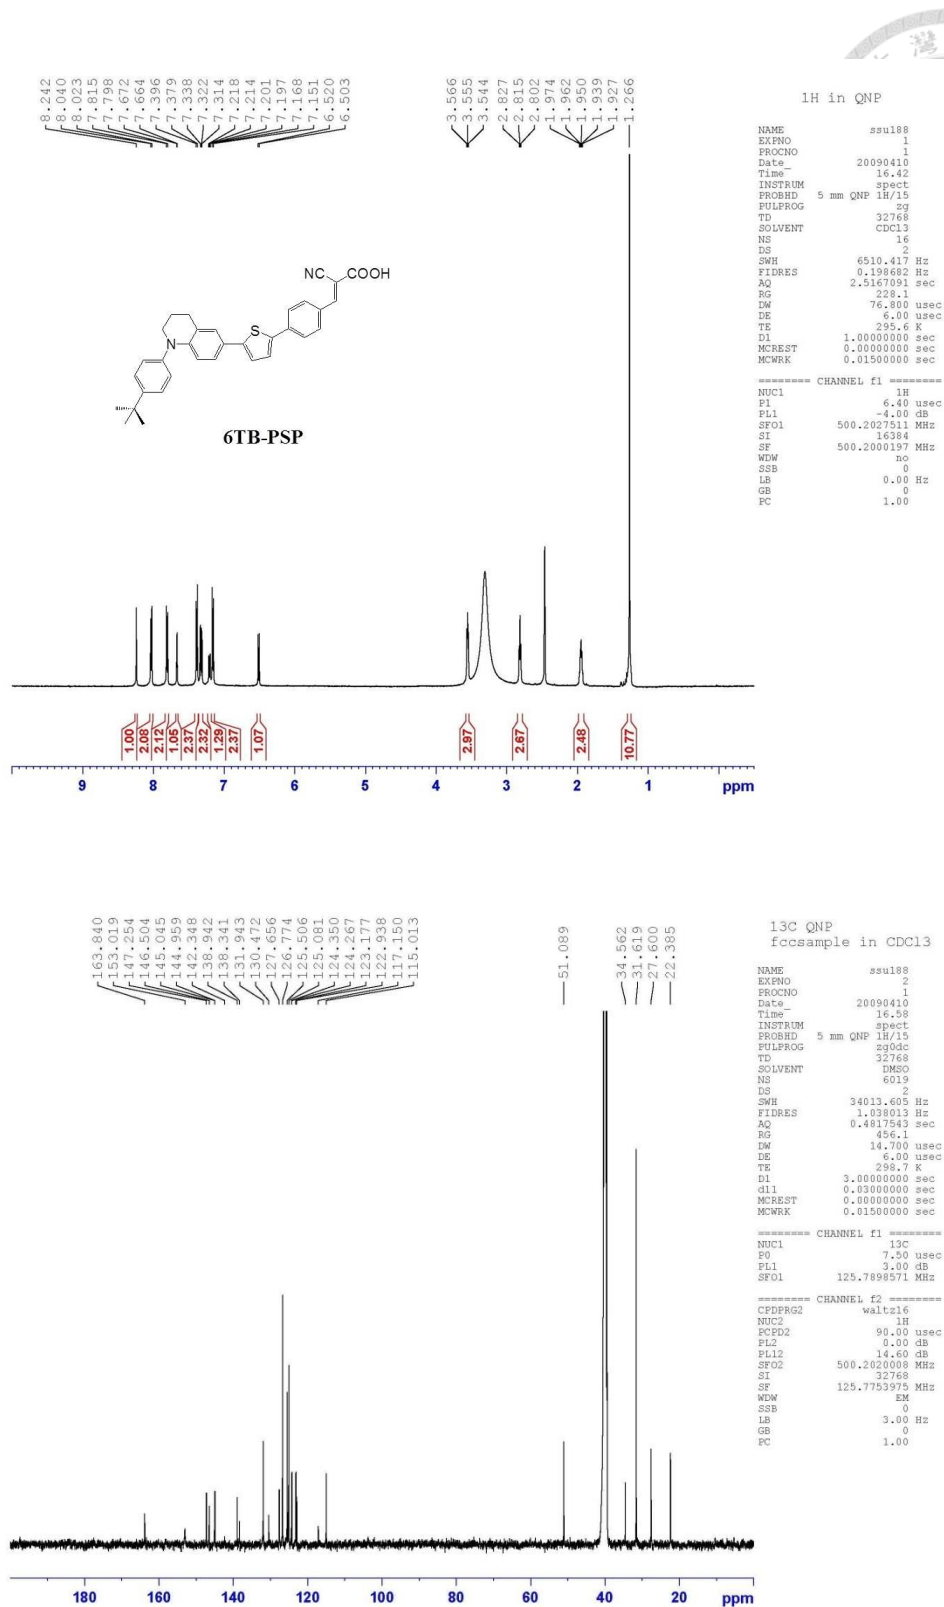 灣
8.242
8.040
8.023
7.815
7.798
7.672
7.664
7.396
7.379
7.338
7.322
7.314
7.218
7.214
7.201
7.197
7.168
7.151
6.520
6.503
3.566
3.555
3.544
2.827
2.815
2.802
1.974
1.962
1.950
1.939
1.927
1.266
1H in QNP
NAME ssu188
EXPNO 1
PROCNO 1
Date_ 20090410
Time 16.42
INSTRUM spect
PROBHD 5 mm QNP 1H/15
PULPROG zg
TD 32768
SOLVENT CDCl3
NS 16
DS 2
SWH 6510.417 Hz
FIDRES 0.198682 Hz
AQ 2.5167091 sec
RG 228.1
DW 76.800 usec
DE 6.00 usec
TE 295.6 K
D1 1.00000000 sec
MCREST 0.00000000 sec
MCWRK 0.01500000 sec
======== CHANNEL f1 ========
NUC1 1H
P1 6.40 usec
PL1 -4.00 dB
SFO1 500.2027511 MHz
SI 16384
SF 500.2000197 MHz
WDW no
SSB 0
LB 0.00 Hz
GB 0
PC 1.00
NC COOH
S
N
6TB-PSP
1.00
2.08
2.12
1.05
2.37
2.32
1.29
2.37
1.07
2.97
2.67
2.48
10.77
9 8 7 6 5 4 3 2 1 ppm
163.840
153.019
147.254
146.504
145.045
144.959
142.348
138.942
138.341
131.943
130.472
127.656
126.774
125.506
125.081
124.350
124.267
123.177
122.938
117.150
115.013
51.089
34.562
31.619
27.600
22.385
13C QNP
fccsample in CDCl3
NAME ssu188
EXPNO 2
PROCNO 1
Date_ 20090410
Time 16.58
INSTRUM spect
PROBHD 5 mm QNP 1H/15
PULPROG zg0dc
TD 32768
SOLVENT DMSO
NS 6019
DS 2
SWH 34013.605 Hz
FIDRES 1.038013 Hz
AQ 0.4817543 sec
RG 456.1
DW 14.700 usec
DE 6.00 usec
TE 298.7 K
D1 3.00000000 sec
d11 0.03000000 sec
MCREST 0.00000000 sec
MCWRK 0.01500000 sec
======== CHANNEL f1 ========
NUC1 13C
P0 7.50 usec
PL1 3.00 dB
SFO1 125.7898571 MHz
======== CHANNEL f2 ========
CPDPRG2 waltz16
NUC2 1H
PCPD2 90.00 usec
PL2 0.00 dB
PL12 14.60 dB
SFO2 500.2020008 MHz
SI 32768
SF 125.7753975 MHz
WDW EM
SSB 0
LB 3.00 Hz
GB 0
PC 1.00
180 160 140 120 100 80 60 40 20 ppm